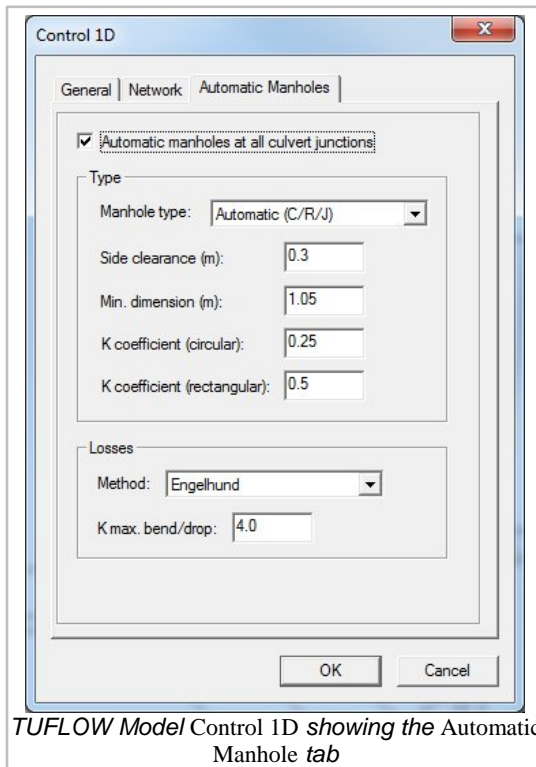 Control 1D
General Network Automatic Manholes
Automatic manholes at all culvert junctions
Type
Manhole type: Automatic (C/R/J)
Side clearance (m): 0.3
Min. dimension (m): 1.05
K coefficient (circular): 0.25
K coefficient (rectangular): 0.5
Losses
Method: Engelhund
K max. bend/drop: 4.0
OK Cancel
TUFLOW Model Control 1D showing the Automatic
Manhole tab